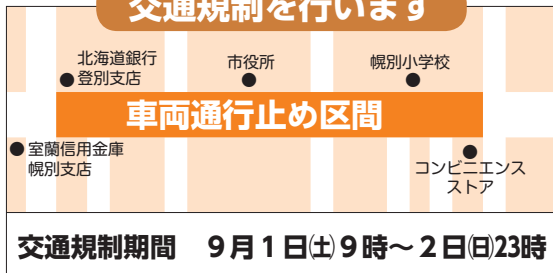 交通規制を行います
北海道銀行
登別支店
市役所
幌別小学校
車両通行止め区間
室蘭信用金庫
幌別支店
コンビニエンス
ストア
交通規制期間 9月1日㈯9時～2日㈰23時